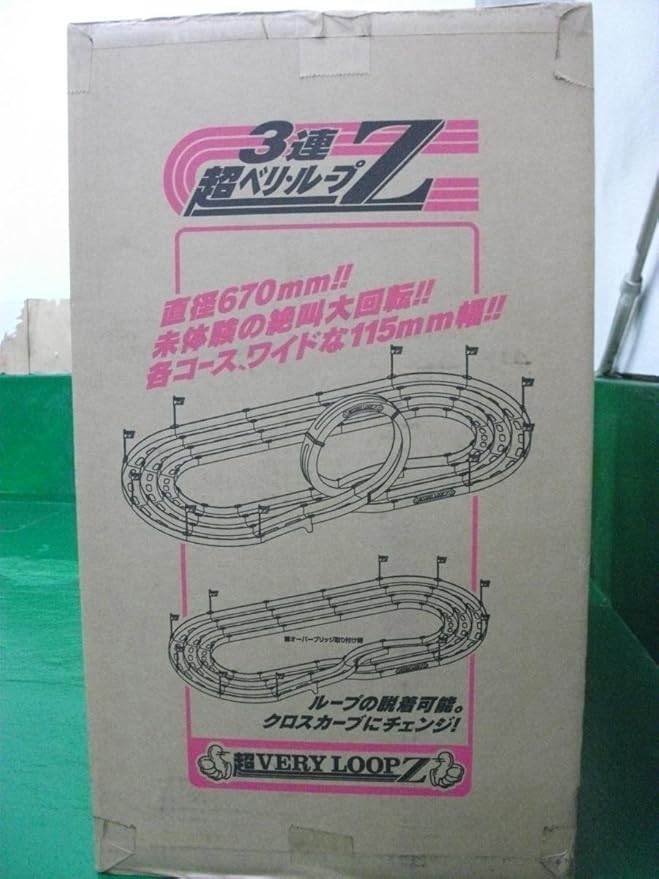 3連
超ベリ・ループZ
直径670mm!!
未体験の絶叫大回転!!
各コース、ワイドな115mm幅!!
ループの脱着可能。
クロスカーブにチェンジ!
超VERY LOOP Z